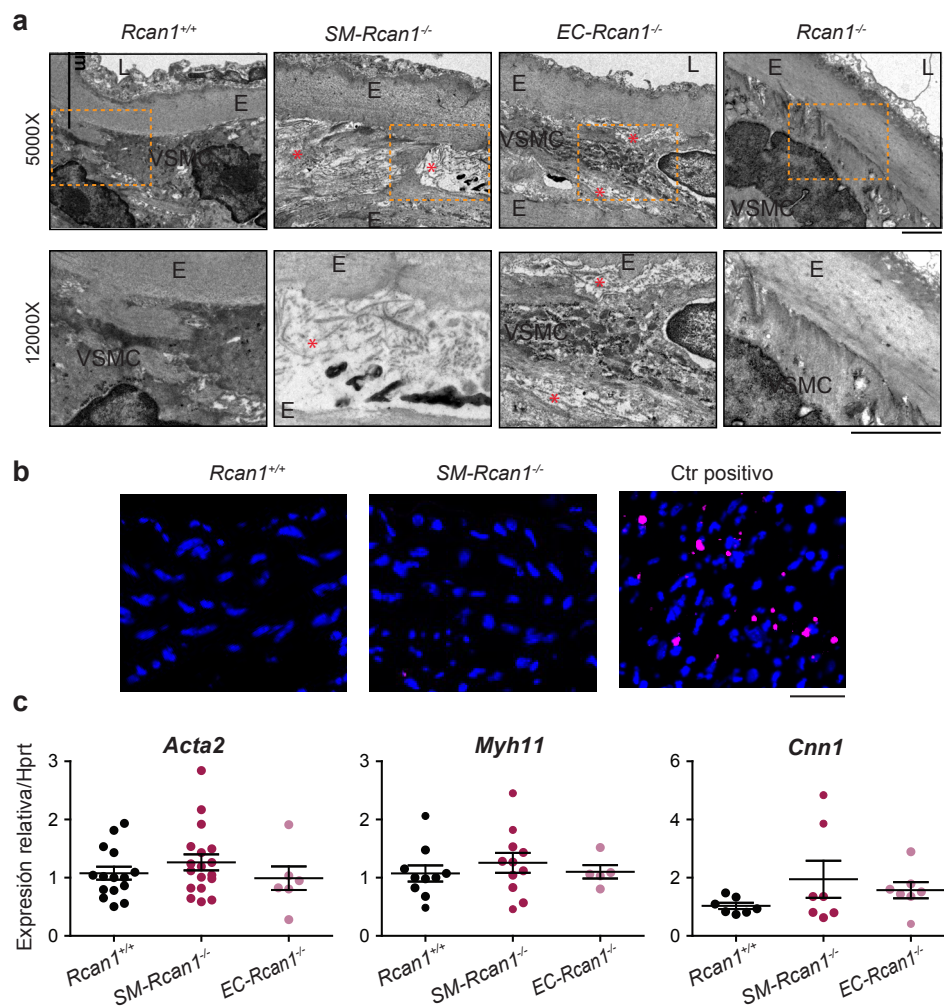 a
Rcan1+/+ SM-Rcan1-/- EC-Rcan1-/- Rcan1-/-
5000X
L E VSMC m
E * * E
L E VSMC * * E
E L VSMC
12000X
E VSMC
E * E
E * VSMC *
E SMC
b
Rcan1+/+ SM-Rcan1-/- Ctr positivo
c
Acta2 Myh11 Cnn1
Expresión relativa/Hprt
3
2
1
0
Rcan1+/+ SM-Rcan1-/- EC-Rcan1-/-
3
2
1
0
Rcan1+/+ SM-Rcan1-/- EC-Rcan1-/-
6
4
2
0
Rcan1+/+ SM-Rcan1-/- EC-Rcan1-/-